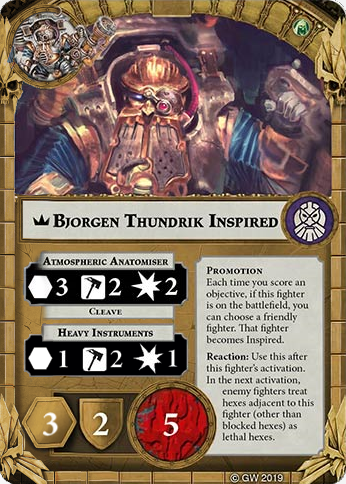 BJORGEN THUNDRIK INSPIRED
ATMOSPHERIC ANATOMISER
3 2 2
CLEAVE
HEAVY INSTRUMENTS
1 2 1
PROMOTION
Each time you score an
objective, if this fighter
is on the battlefield, you
can choose a friendly
fighter. That fighter
becomes Inspired.
Reaction: Use this after
this fighter's activation.
In the next activation,
enemy fighters treat
hexes adjacent to this
fighter (other than
blocked hexes) as
lethal hexes.
3 2 5
© GW 2019